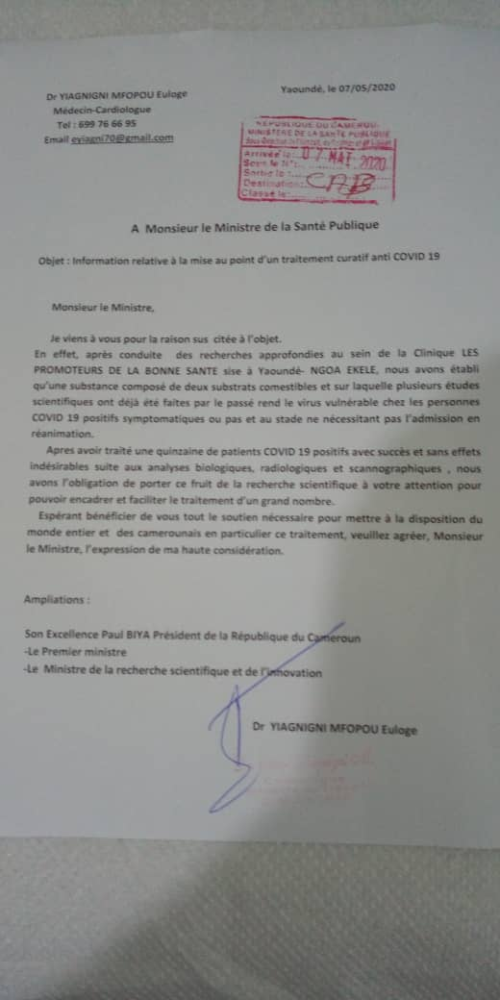 Dr YIAGNIGNI MFOPOU Euloge
Médecin-Cardiologue
Tel : 699 76 66 95
Email eyiagni70@gmail.com
Yaoundé, le 07/05/2020
REPUBLIQUE DU CAMEROUN
MINISTERE DE LA SANTE PUBLIQUE
Arrivée le: 07 MAI 2020
Sous le N°:
Sortie le :
Destination: CAB
Classé le:
A Monsieur le Ministre de la Santé Publique
Objet : Information relative à la mise au point d'un traitement curatif anti COVID 19
Monsieur le Ministre,
Je viens à vous pour la raison sus citée à l'objet.
En effet, après conduite des recherches approfondies au sein de la Clinique LES
PROMOTEURS DE LA BONNE SANTE sise à Yaoundé- NGOA EKELE, nous avons établi
qu'une substance composé de deux substrats comestibles et sur laquelle plusieurs études
scientifiques ont déjà été faites par le passé rend le virus vulnérable chez les personnes
COVID 19 positifs symptomatiques ou pas et au stade ne nécessitant pas l'admission en
réanimation.
Apres avoir traité une quinzaine de patients COVID 19 positifs avec succès et sans effets
indésirables suite aux analyses biologiques, radiologiques et scannographiques , nous
avons l'obligation de porter ce fruit de la recherche scientifique à votre attention pour
pouvoir encadrer et faciliter le traitement d'un grand nombre.
Espérant bénéficier de vous tout le soutien nécessaire pour mettre à la disposition du
monde entier et des camerounais en particulier ce traitement, veuillez agréer, Monsieur
le Ministre, l'expression de ma haute considération.
Ampliations :
Son Excellence Paul BIYA Président de la République du Cameroun
-Le Premier ministre
-Le Ministre de la recherche scientifique et de l'innovation
Dr YIAGNIGNI MFOPOU Euloge